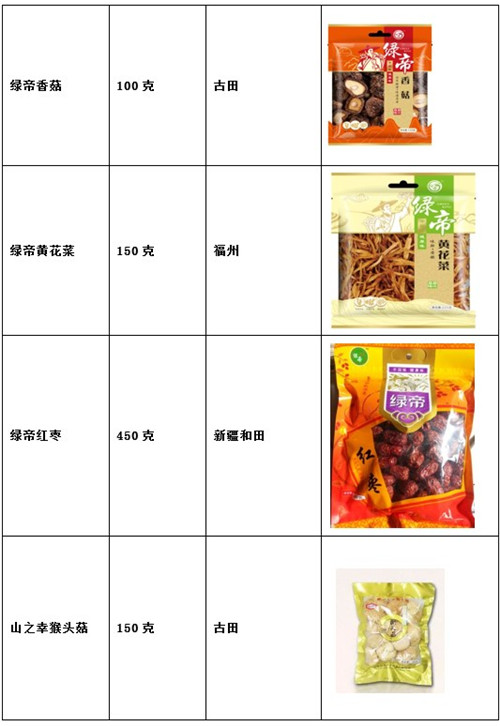 绿帝香菇 100 克 古田
绿帝
香菇
绿帝黄花菜 150 克 福州
绿帝
黄花菜
绿帝红枣 450 克 新疆和田
绿帝
红枣
山之幸猴头菇 150 克 古田